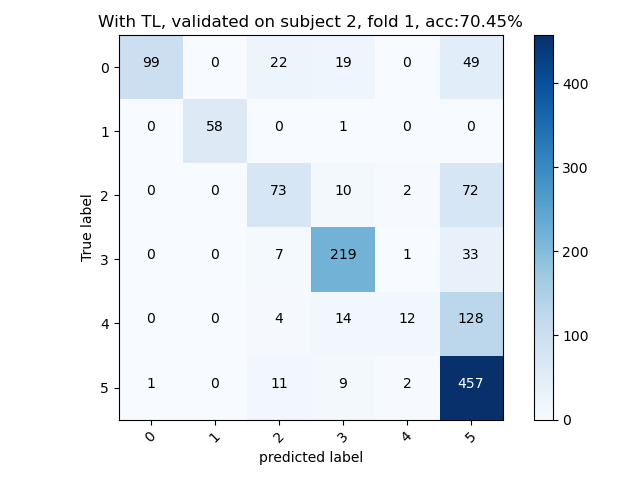 With TL, validated on subject 2, fold 1, acc:70.45%
0 99 0 22 19 0 49
1 0 58 0 1 0 0
2 0 0 73 10 2 72
3 0 0 7 219 1 33
4 0 0 4 14 12 128
5 1 0 11 9 2 457
0 1 2 3 4 5
predicted label
True label
400
300
200
100
0